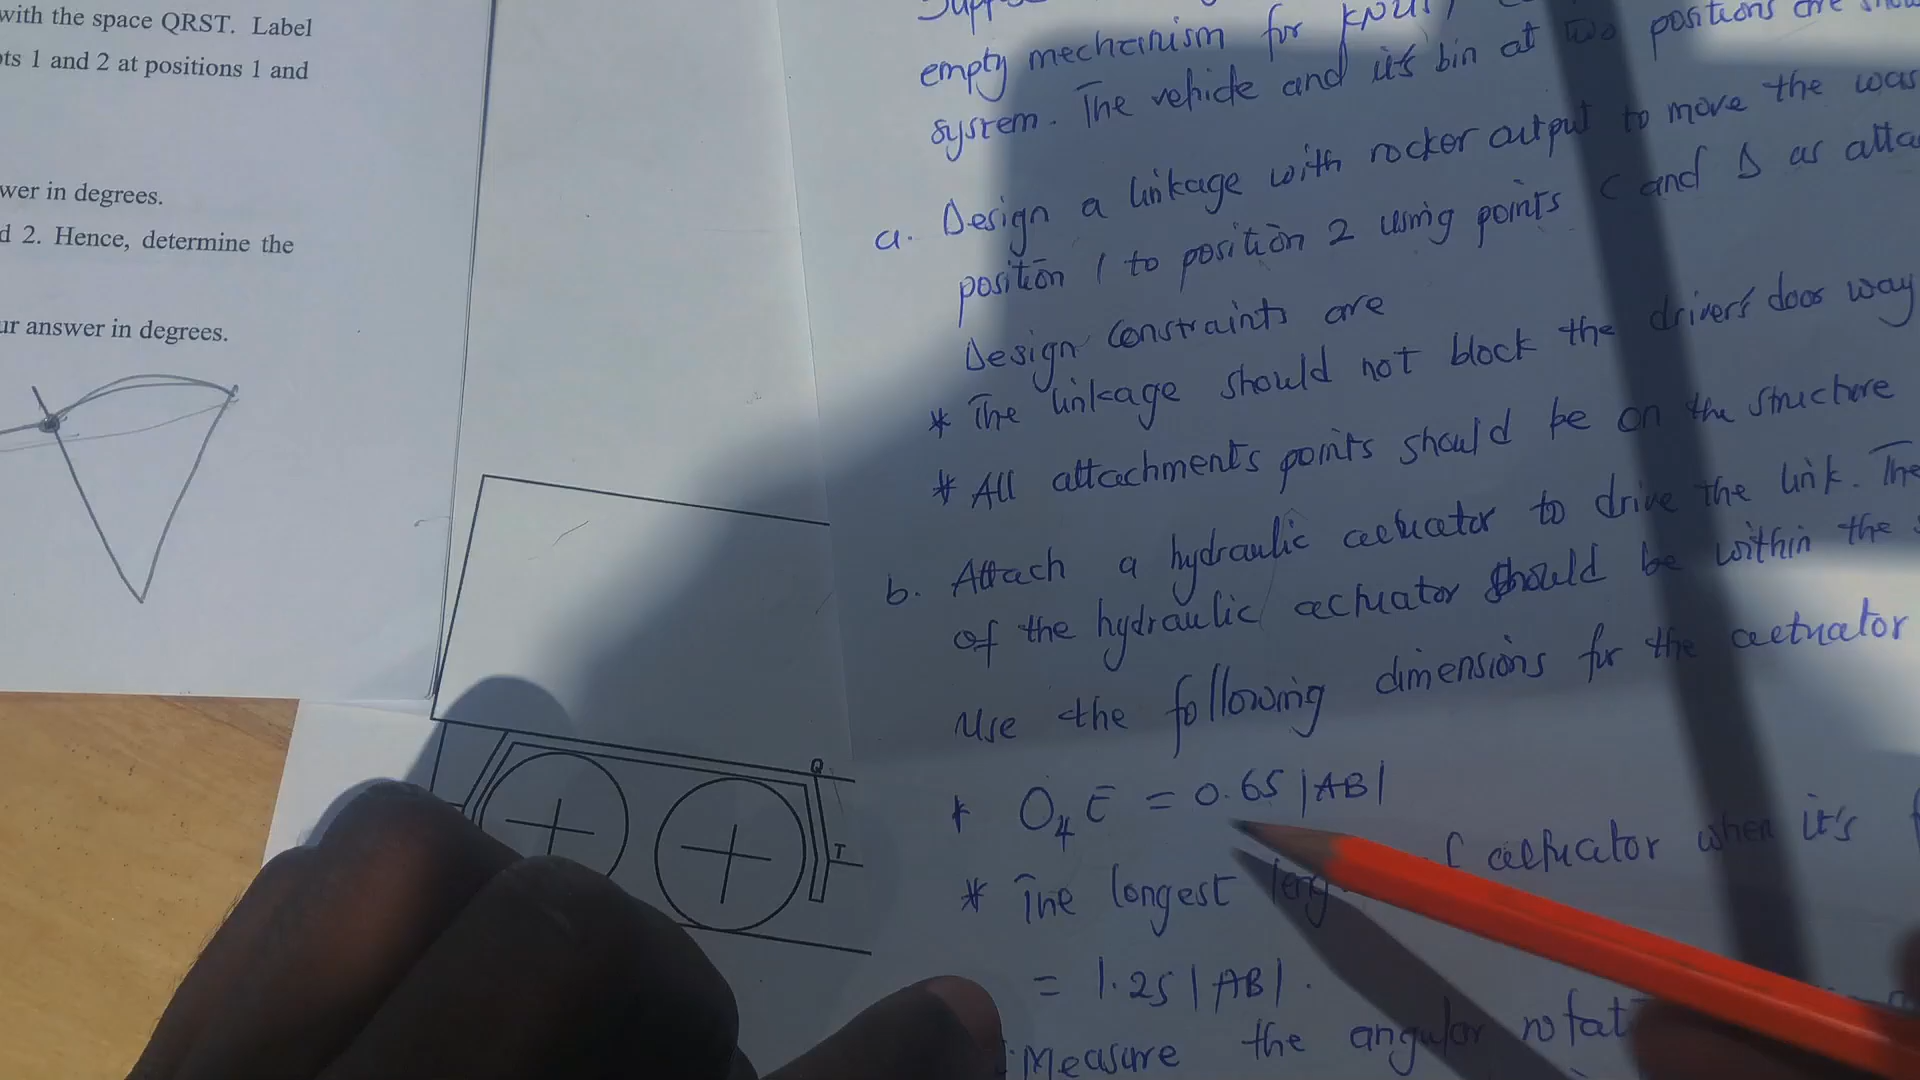 with the space QRST. Label
ts 1 and 2 at positions 1 and
wer in degrees.
d 2. Hence, determine the
ur answer in degrees.
Q
T
empty mechanism for KNUST
system. The vehicle and it's bin at two positions are
a. Design a linkage with rocker output to move the was
position 1 to position 2 using points C and D as atta
Design constraints are
* The linkage should not block the driver's door way
* All attachments points should be on the structure
b. Attach a hydraulic actuator to drive the link. The
of the hydraulic actuator should be within the
Use the following dimensions for the actuator
* O4E = 0.65 |AB|
* The longest leng actuator when it's
= 1.25 |AB|.
Measure the angular rotat